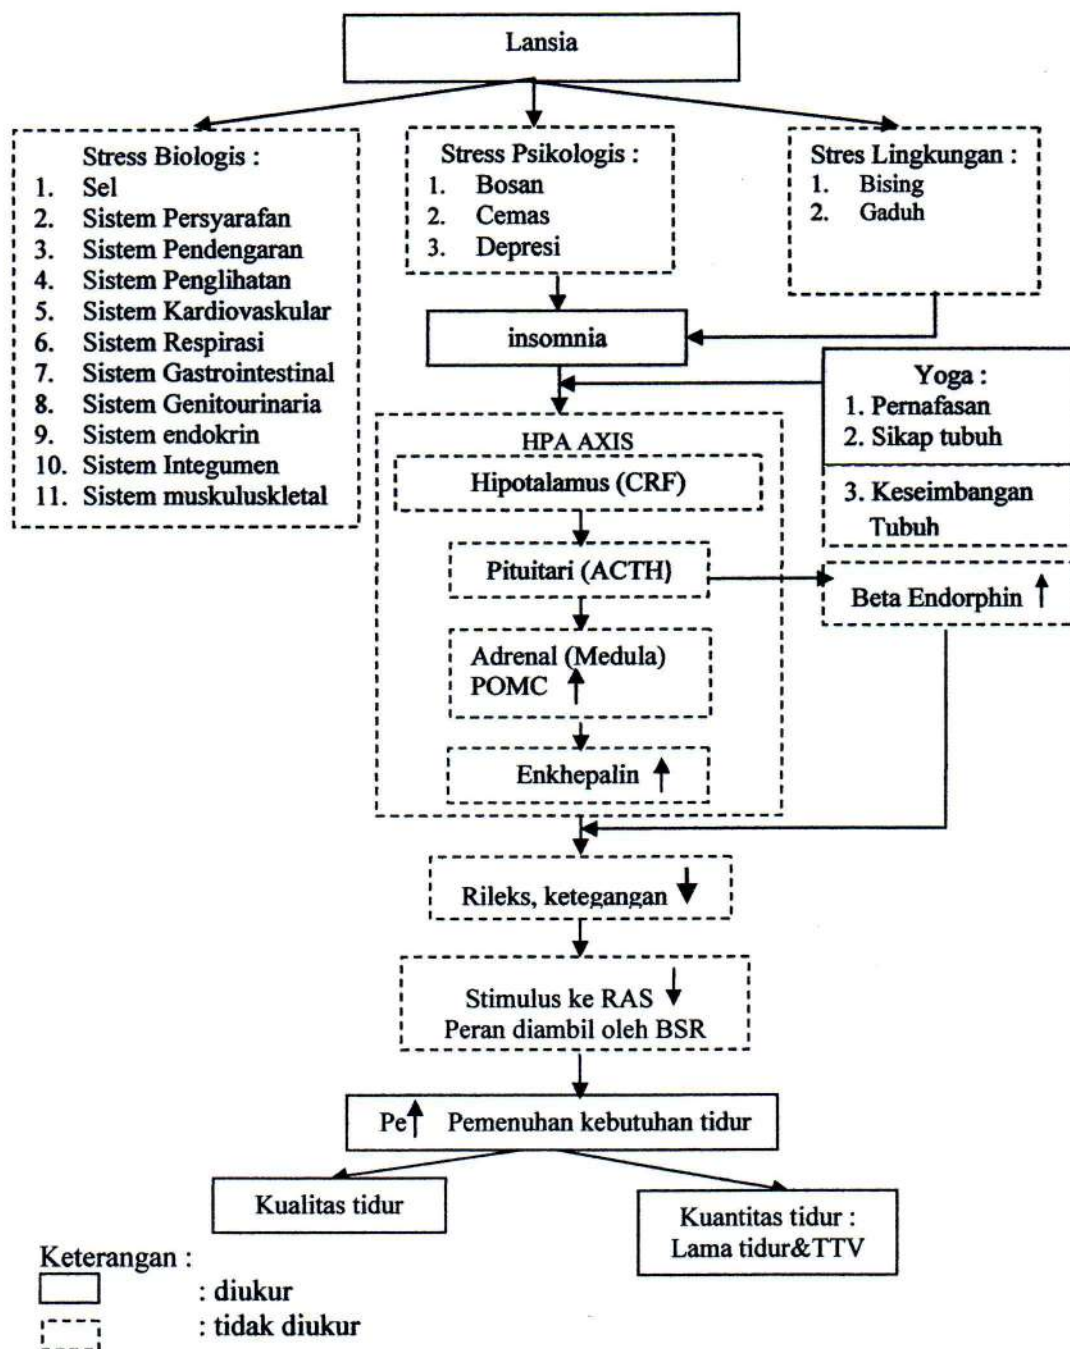 Lansia
Stress Biologis :
1. Sel
2. Sistem Persyarafan
3. Sistem Pendengaran
4. Sistem Penglihatan
5. Sistem Kardiovaskular
6. Sistem Respirasi
7. Sistem Gastrointestinal
8. Sistem Genitourinaria
9. Sistem endokrin
10. Sistem Integumen
11. Sistem muskuluskletal
Stress Psikologis :
1. Bosan
2. Cemas
3. Depresi
Stres Lingkungan :
1. Bising
2. Gaduh
insomnia
Yoga :
1. Pernafasan
2. Sikap tubuh
3. Keseimbangan
Tubuh
HPA AXIS
Hipotalamus (CRF)
Pituitari (ACTH)
Beta Endorphin ↑
Adrenal (Medula)
POMC ↑
Enkhepalin ↑
Rileks, ketegangan ↓
Stimulus ke RAS ↓
Peran diambil oleh BSR
Pe↑ Pemenuhan kebutuhan tidur
Kualitas tidur
Kuantitas tidur :
Lama tidur&TTV
Keterangan :
: diukur
: tidak diukur